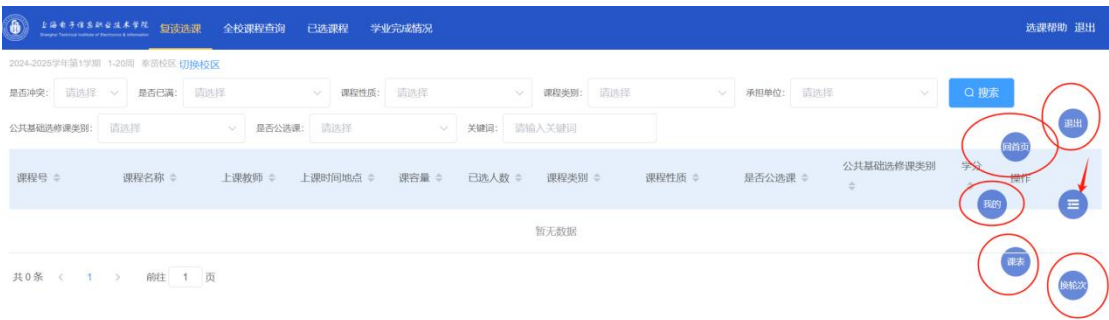 上海电子信息职业技术学院 复读选课 全校课程查询 已选课程 学业完成情况 选课帮助 退出
Shanghai Technical Institute of Electronics & Information
2024-2025学年第1学期 1-20周 奉贤校区 切换校区
是否冲突: 请选择 是否已满: 请选择 课程性质: 请选择 课程类别: 请选择 承担单位: 请选择 搜索
公共基础选修课类别: 请选择 是否公选课: 请选择 关键词: 请输入关键词
退出
回首页
课程号 课程名称 上课教师 上课时间地点 课容量 已选人数 课程类别 课程性质 是否公选课 公共基础选修课类别 学分 操作
我的
暂无数据
课表
共0条 < 1 > 前往 1 页
换轮次